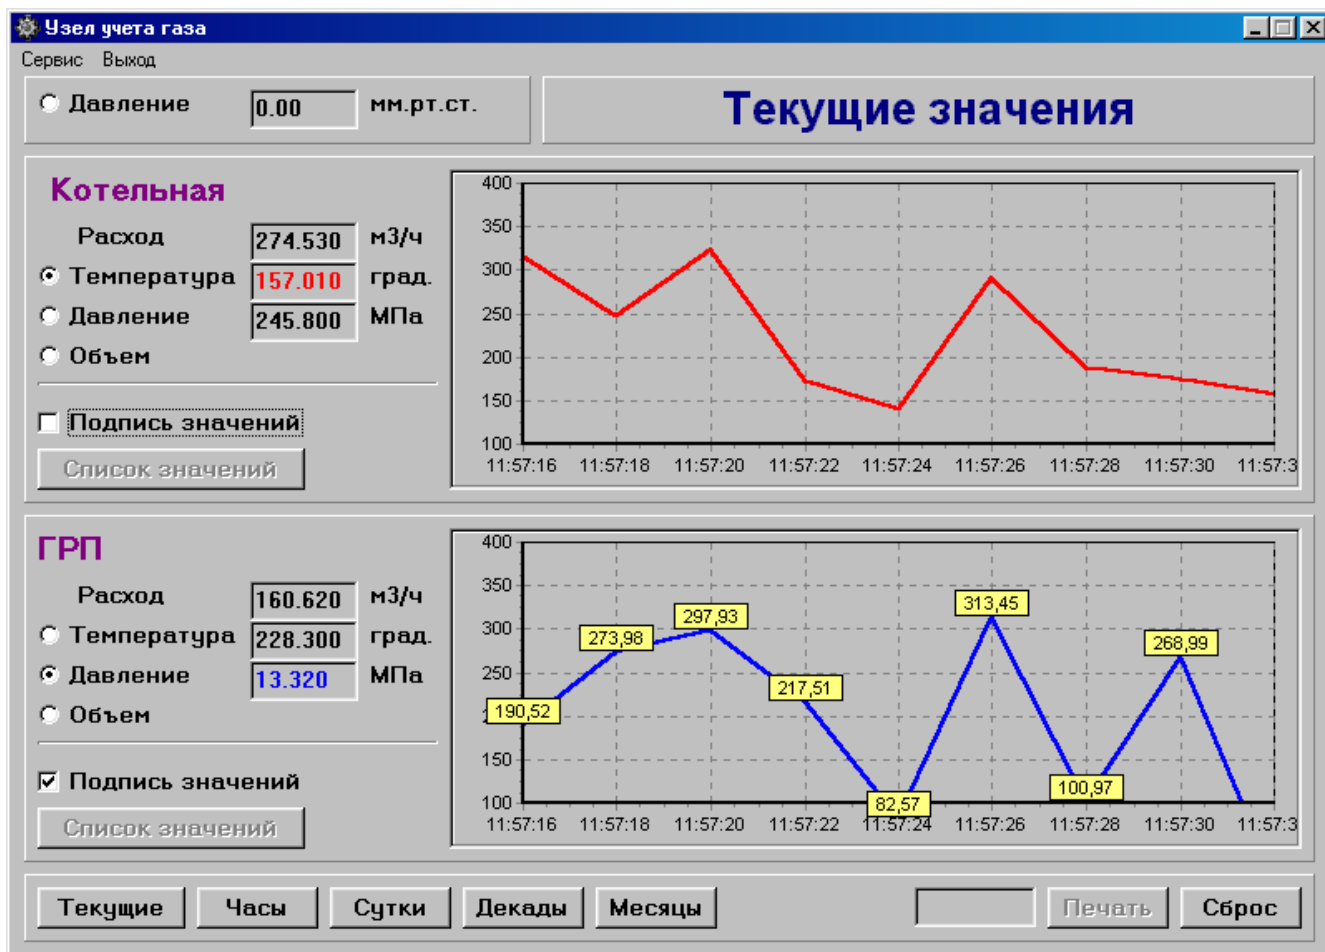 Узел учета газа
Сервис Выход
Давление 0.00 мм.рт.ст.
Текущие значения
Котельная
Расход 274.530 м3/ч
Температура 157.010 град.
Давление 245.800 МПа
Объем
Подпись значений
Список значений
400
350
300
250
200
150
100
11:57:16 11:57:18 11:57:20 11:57:22 11:57:24 11:57:26 11:57:28 11:57:30 11:57:3
ГРП
Расход 160.620 м3/ч
Температура 228.300 град.
Давление 13.320 МПа
Объем
Подпись значений
Список значений
400
350
300
250
150
100
190,52
273,98
297,93
217,51
82,57
313,45
100,97
268,99
11:57:16 11:57:18 11:57:20 11:57:22 11:57:24 11:57:26 11:57:28 11:57:30 11:57:3
Текущие Часы Сутки Декады Месяцы Печать Сброс